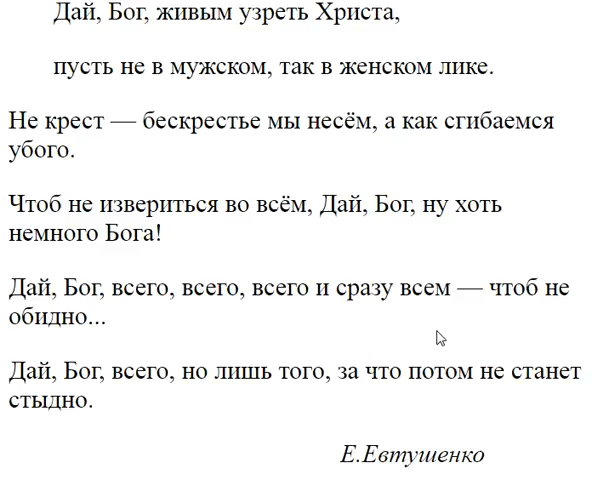 Дай, Бог, живым узреть Христа,
пусть не в мужском, так в женском лике.
Не крест — бескрестье мы несём, а как сгибаемся
убого.
Чтоб не извериться во всём, Дай, Бог, ну хоть
немного Бога!
Дай, Бог, всего, всего, всего и сразу всем — чтоб не
обидно...
Дай, Бог, всего, но лишь того, за что потом не станет
стыдно.
Е.Евтушенко